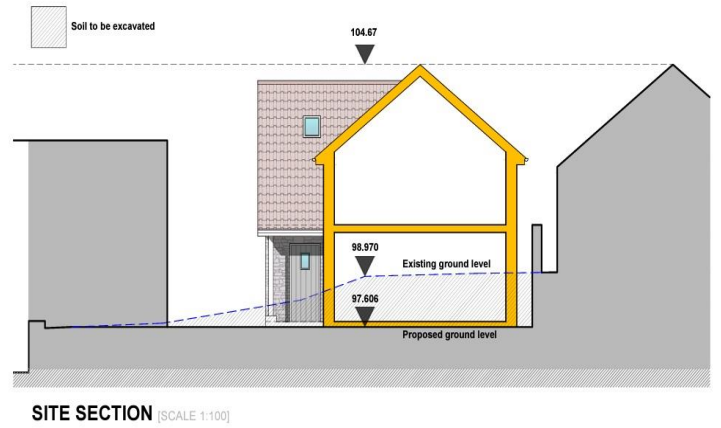 Soil to be excavated
104.67
98.970
Existing ground level
97.606
Proposed ground level
SITE SECTION [SCALE 1:100]